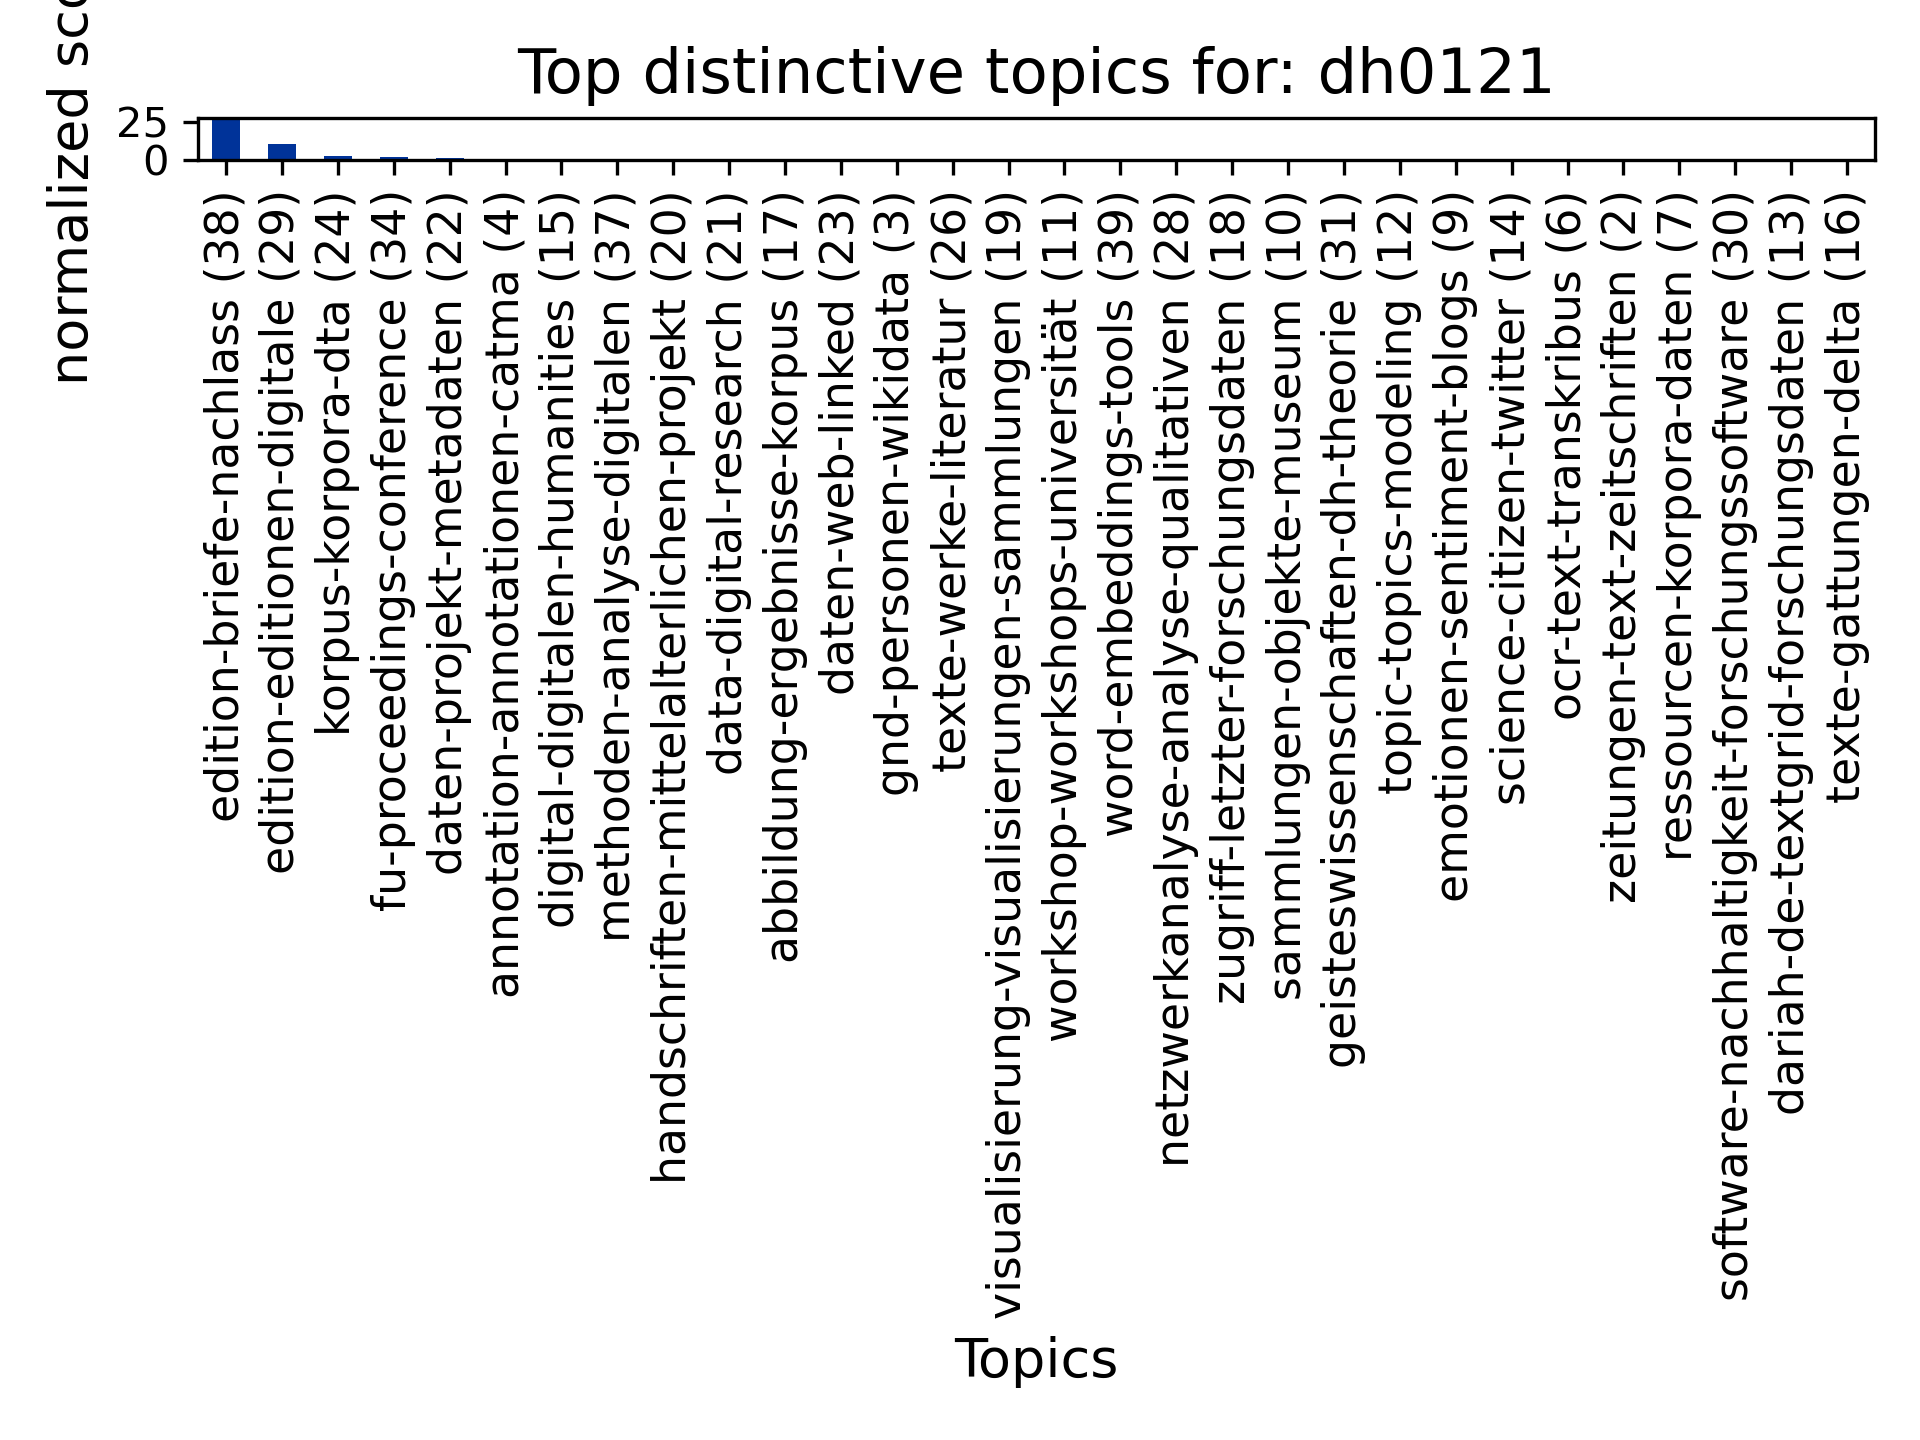 Top distinctive topics for: dh0121
normalized sco
25
0
edition-briefe-nachlass (38)
edition-editionen-digitale (29)
korpus-korpora-dta (24)
fu-proceedings-conference (34)
daten-projekt-metadaten (22)
annotation-annotationen-catma (4)
digital-digitalen-humanities (15)
methoden-analyse-digitalen (37)
handschriften-mittelalterlichen-projekt (20)
data-digital-research (21)
abbildung-ergebnisse-korpus (17)
daten-web-linked (23)
gnd-personen-wikidata (3)
texte-werke-literatur (26)
visualisierung-visualisierungen-sammlungen (19)
workshop-workshops-universität (11)
word-embeddings-tools (39)
netzwerkanalyse-analyse-qualitativen (28)
zugriff-letzter-forschungsdaten (18)
sammlungen-objekte-museum (10)
geisteswissenschaften-dh-theorie (31)
topic-topics-modeling (12)
emotionen-sentiment-blogs (9)
science-citizen-twitter (14)
ocr-text-transkribus (6)
zeitungen-text-zeitschriften (2)
ressourcen-korpora-daten (7)
software-nachhaltigkeit-forschungssoftware (30)
dariah-de-textgrid-forschungsdaten (13)
texte-gattungen-delta (16)
Topics